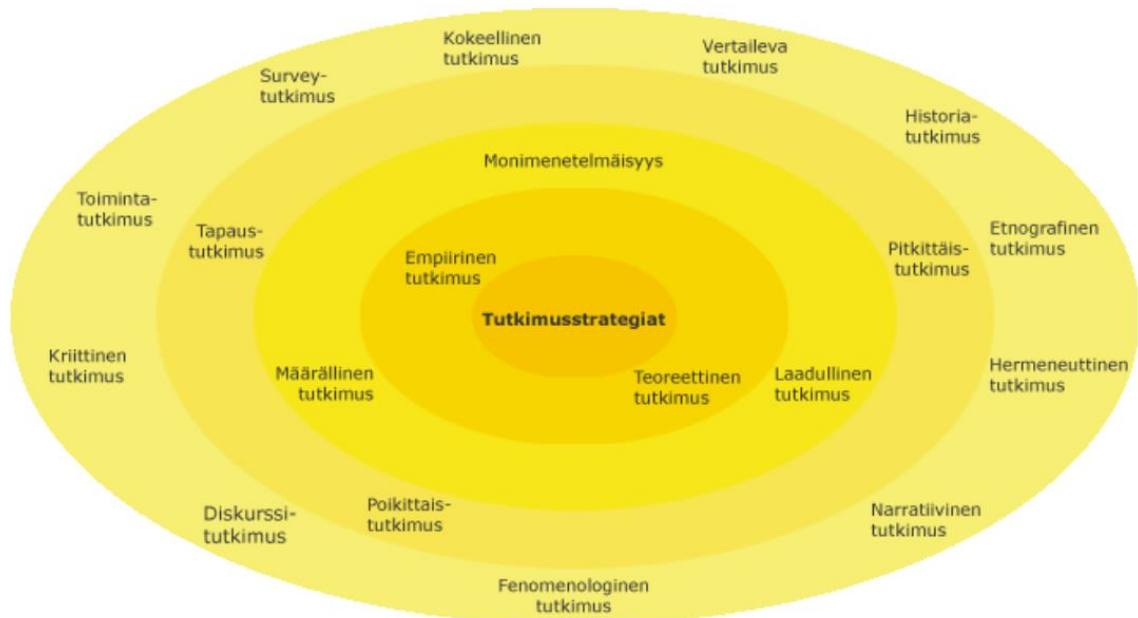 Kokeellinen
tutkimus
Vertaileva
tutkimus
Survey-
tutkimus
Historia-
tutkimus
Monimenetelmäisyys
Toiminta-
tutkimus
Tapaus-
tutkimus
Etnografinen
tutkimus
Pitkittäis-
tutkimus
Empiirinen
tutkimus
Tutkimusstrategiat
Kriittinen
tutkimus
Määrällinen
tutkimus
Teoreettinen
tutkimus
Laadullinen
tutkimus
Hermeneuttinen
tutkimus
Diskurssi-
tutkimus
Poikittais-
tutkimus
Narratiivinen
tutkimus
Fenomenologinen
tutkimus